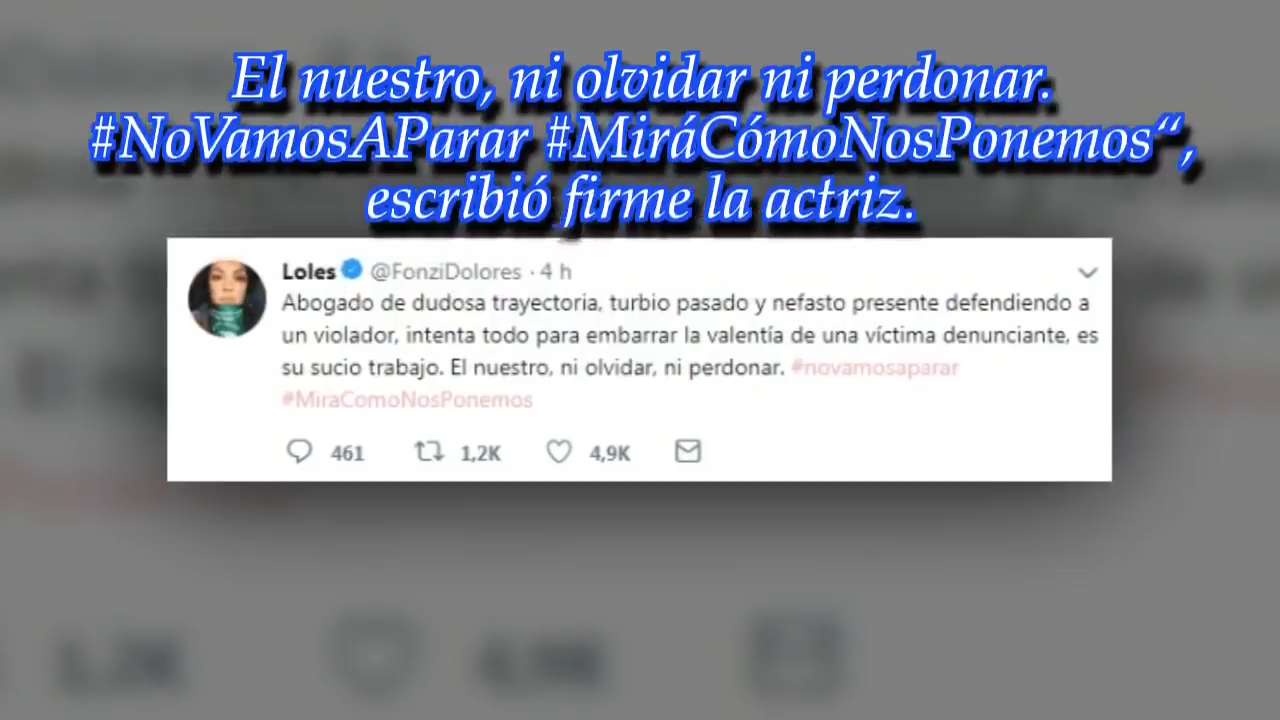 El nuestro, ni olvidar ni perdonar.
#NoVamosAParar #MiráCómoNosPonemos“,
escribió firme la actriz.
Loles @FonziDolores · 4 h
Abogado de dudosa trayectoria, turbio pasado y nefasto presente defendiendo a
un violador, intenta todo para embarrar la valentía de una víctima denunciante, es
su sucio trabajo. El nuestro, ni olvidar, ni perdonar. #novamosaparar
#MiraComoNosPonemos
461 1,2K 4,9K